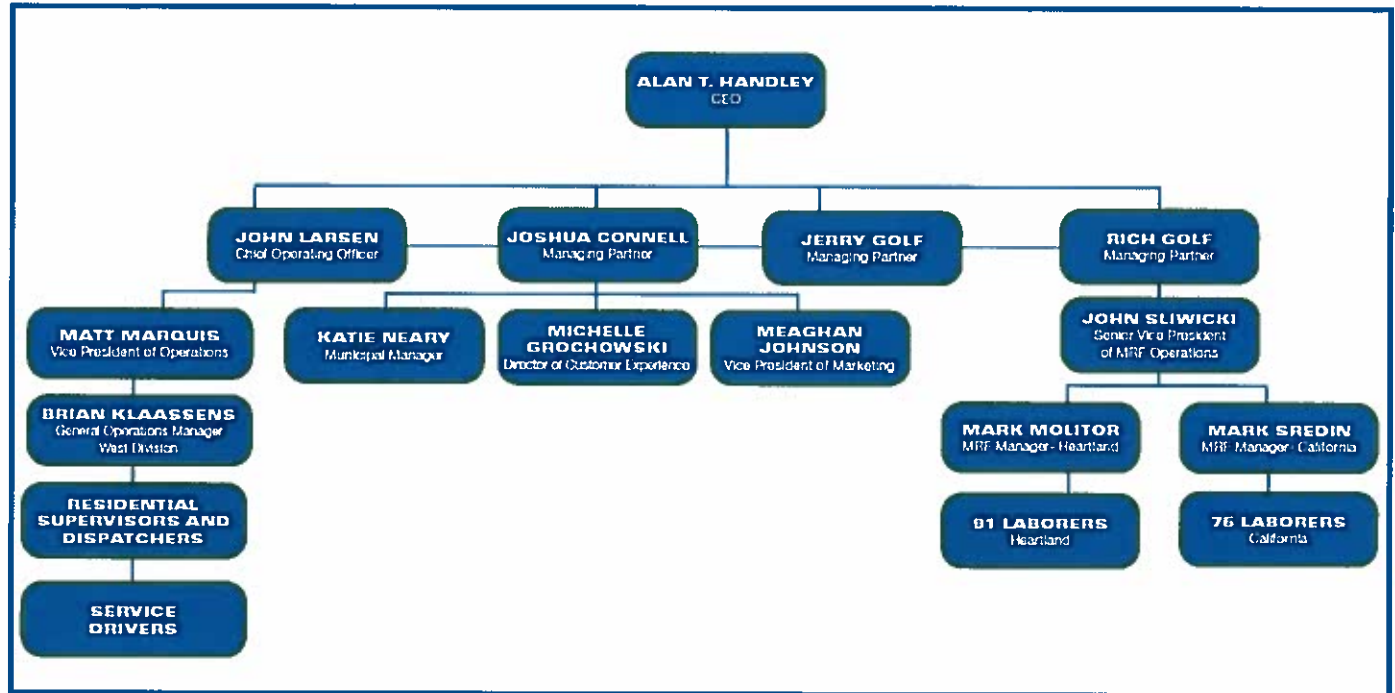 ALAN T. HANDLEY
CEO
JOHN LARSEN
Chief Operating Officer
JOSHUA CONNELL
Managing Partner
JERRY GOLF
Managing Partner
RICH GOLF
Managing Partner
MATT MARQUIS
Vice President of Operations
KATIE NEARY
Municipal Manager
MICHELLE
GROCHOWSKI
Director of Customer Experience
MEAGHAN
JOHNSON
Vice President of Marketing
JOHN SLIWICKI
Senior Vice President
of MRF Operations
BRIAN KLAASSENS
General Operations Manager
West Division
MARK MOLITOR
MRF Manager- Heartland
MARK SREDIN
MRF Manager- California
RESIDENTIAL
SUPERVISORS AND
DISPATCHERS
91 LABORERS
Heartland
76 LABORERS
California
SERVICE
DRIVERS